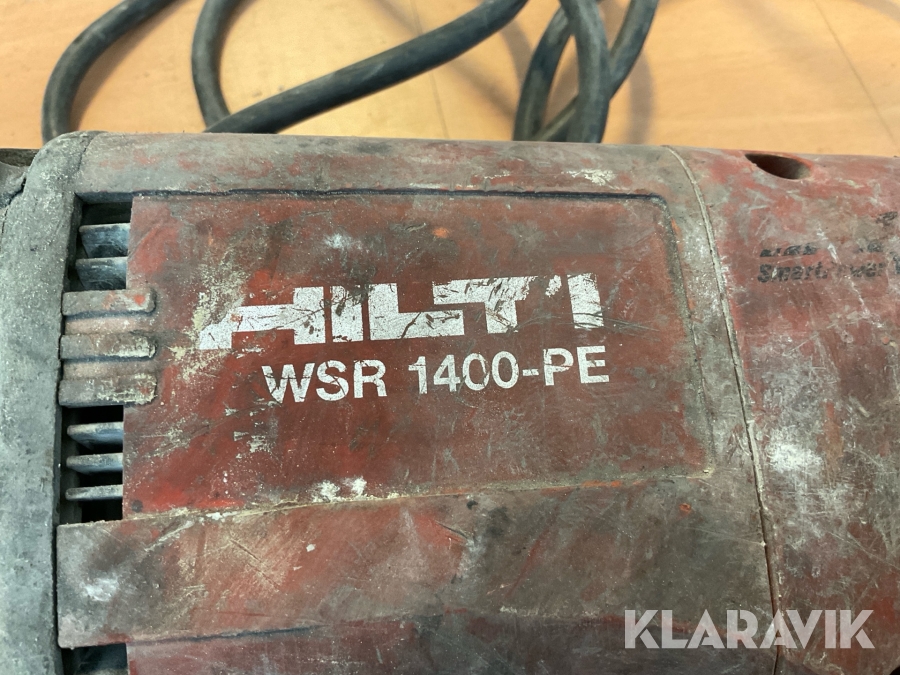 HILTI
WSR 1400-PE
KLARAVIK